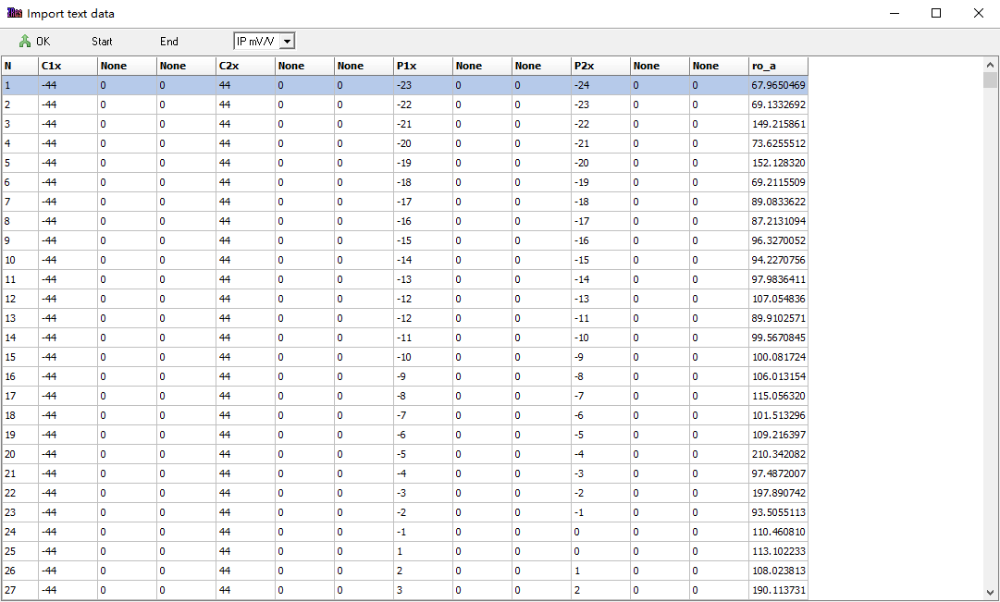 Import text data
OK Start End IP mV/V
N C1x None None C2x None None P1x None None P2x None None ro_a
1 -44 0 0 44 0 0 -23 0 0 -24 0 0 67.9650469
2 -44 0 0 44 0 0 -22 0 0 -23 0 0 69.1332692
3 -44 0 0 44 0 0 -21 0 0 -22 0 0 149.215861
4 -44 0 0 44 0 0 -20 0 0 -21 0 0 73.6255512
5 -44 0 0 44 0 0 -19 0 0 -20 0 0 152.128320
6 -44 0 0 44 0 0 -18 0 0 -19 0 0 69.2115509
7 -44 0 0 44 0 0 -17 0 0 -18 0 0 89.0833622
8 -44 0 0 44 0 0 -16 0 0 -17 0 0 87.2131094
9 -44 0 0 44 0 0 -15 0 0 -16 0 0 96.3270052
10 -44 0 0 44 0 0 -14 0 0 -15 0 0 94.2270756
11 -44 0 0 44 0 0 -13 0 0 -14 0 0 97.9836411
12 -44 0 0 44 0 0 -12 0 0 -13 0 0 107.054836
13 -44 0 0 44 0 0 -12 0 0 -11 0 0 89.9102571
14 -44 0 0 44 0 0 -11 0 0 -10 0 0 99.5670845
15 -44 0 0 44 0 0 -10 0 0 -9 0 0 100.081724
16 -44 0 0 44 0 0 -9 0 0 -8 0 0 106.013154
17 -44 0 0 44 0 0 -8 0 0 -7 0 0 115.056320
18 -44 0 0 44 0 0 -7 0 0 -6 0 0 101.513296
19 -44 0 0 44 0 0 -6 0 0 -5 0 0 109.216397
20 -44 0 0 44 0 0 -5 0 0 -4 0 0 210.342082
21 -44 0 0 44 0 0 -4 0 0 -3 0 0 97.4872007
22 -44 0 0 44 0 0 -3 0 0 -2 0 0 197.890742
23 -44 0 0 44 0 0 -2 0 0 -1 0 0 93.5055113
24 -44 0 0 44 0 0 -1 0 0 0 0 0 110.460810
25 -44 0 0 44 0 0 1 0 0 0 0 0 113.102233
26 -44 0 0 44 0 0 2 0 0 1 0 0 108.023813
27 -44 0 0 44 0 0 3 0 0 2 0 0 190.113731